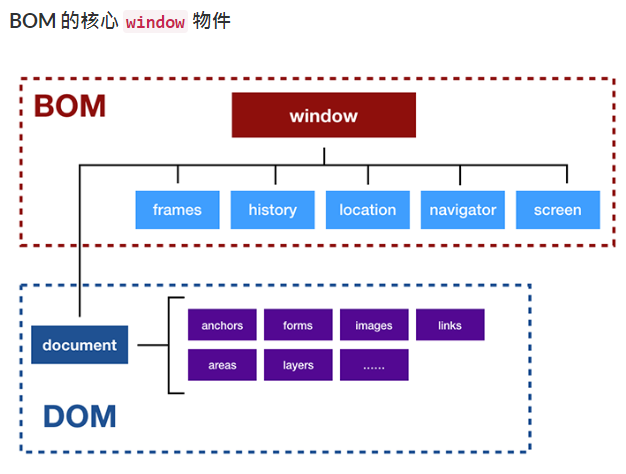 BOM 的核心 window 物件
BOM
window
frames
history
location
navigator
screen
document
anchors
forms
images
links
areas
layers
......
DOM